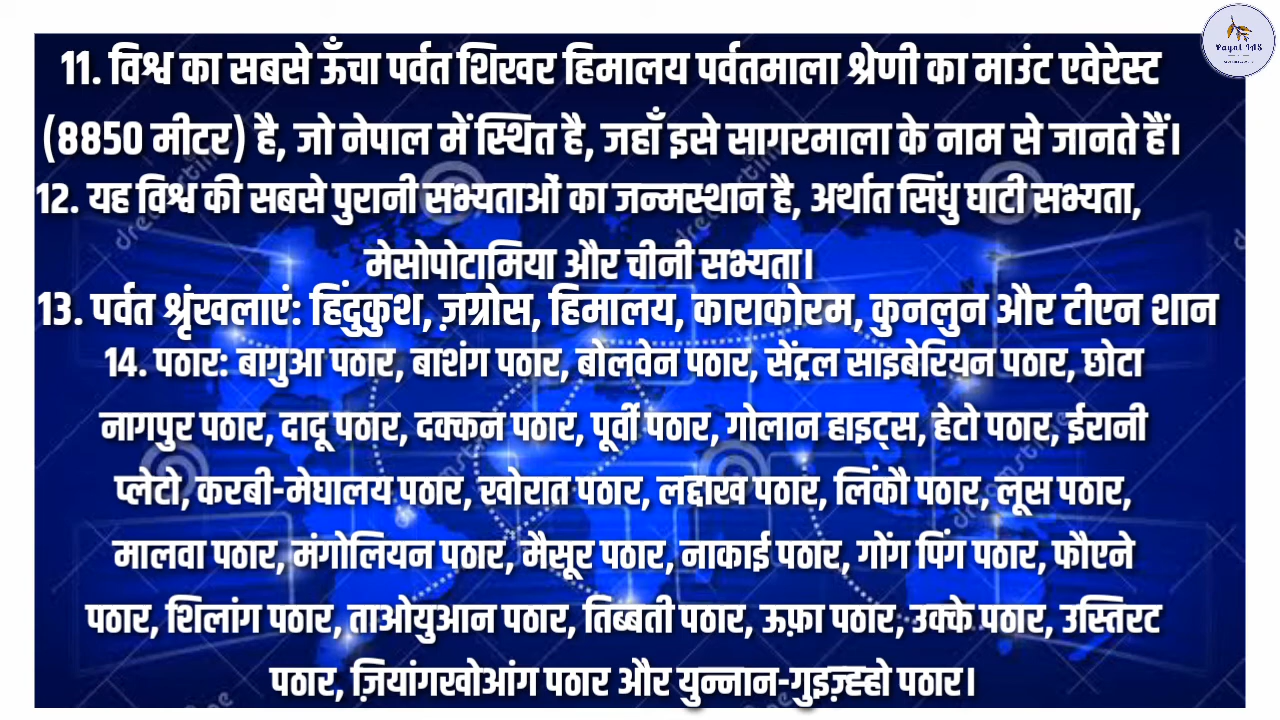 Payal IAS
11. विश्व का सबसे ऊँचा पर्वत शिखर हिमालय पर्वतमाला श्रेणी का माउंट एवेरेस्ट
(8850 मीटर) है, जो नेपाल में स्थित है, जहाँ इसे सागरमाला के नाम से जानते हैं।
12. यह विश्व की सबसे पुरानी सभ्यताओं का जन्मस्थान है, अर्थात सिंधु घाटी सभ्यता,
मेसोपोटामिया और चीनी सभ्यता।
13. पर्वत श्रृंखलाएं: हिंदुकुश, ज़ग्रोस, हिमालय, काराकोरम, कुनलुन और टीएन शान
14. पठार: बागुआ पठार, बाशंग पठार, बोलवेन पठार, सेंट्रल साइबेरियन पठार, छोटा
नागपुर पठार, दादू पठार, दक्कन पठार, पूर्वी पठार, गोलान हाइट्स, हेटो पठार, ईरानी
प्लेटो, करबी-मेघालय पठार, खोरात पठार, लद्दाख पठार, लिंकौ पठार, लूस पठार,
मालवा पठार, मंगोलियन पठार, मैसूर पठार, नाकाई पठार, गोंग पिंग पठार, फौएने
पठार, शिलांग पठार, ताओयुआन पठार, तिब्बती पठार, ऊफ़ा पठार, उक्के पठार, उस्तिरट
पठार, ज़ियांगखोआंग पठार और युन्नान-गुइज़्हो पठार।